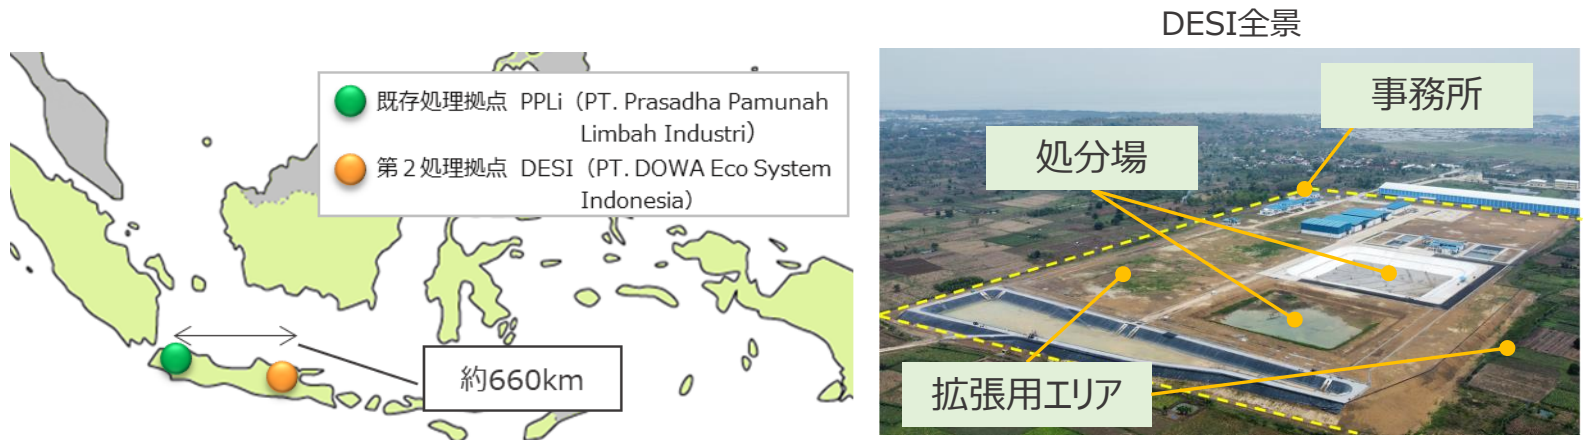 DESI全景
既存処理拠点 PPLi（PT. Prasadha Pamunah
Limbah Industri）
第２処理拠点 DESI（PT. DOWA Eco System
Indonesia）
約660km
事務所
処分場
拡張用エリア